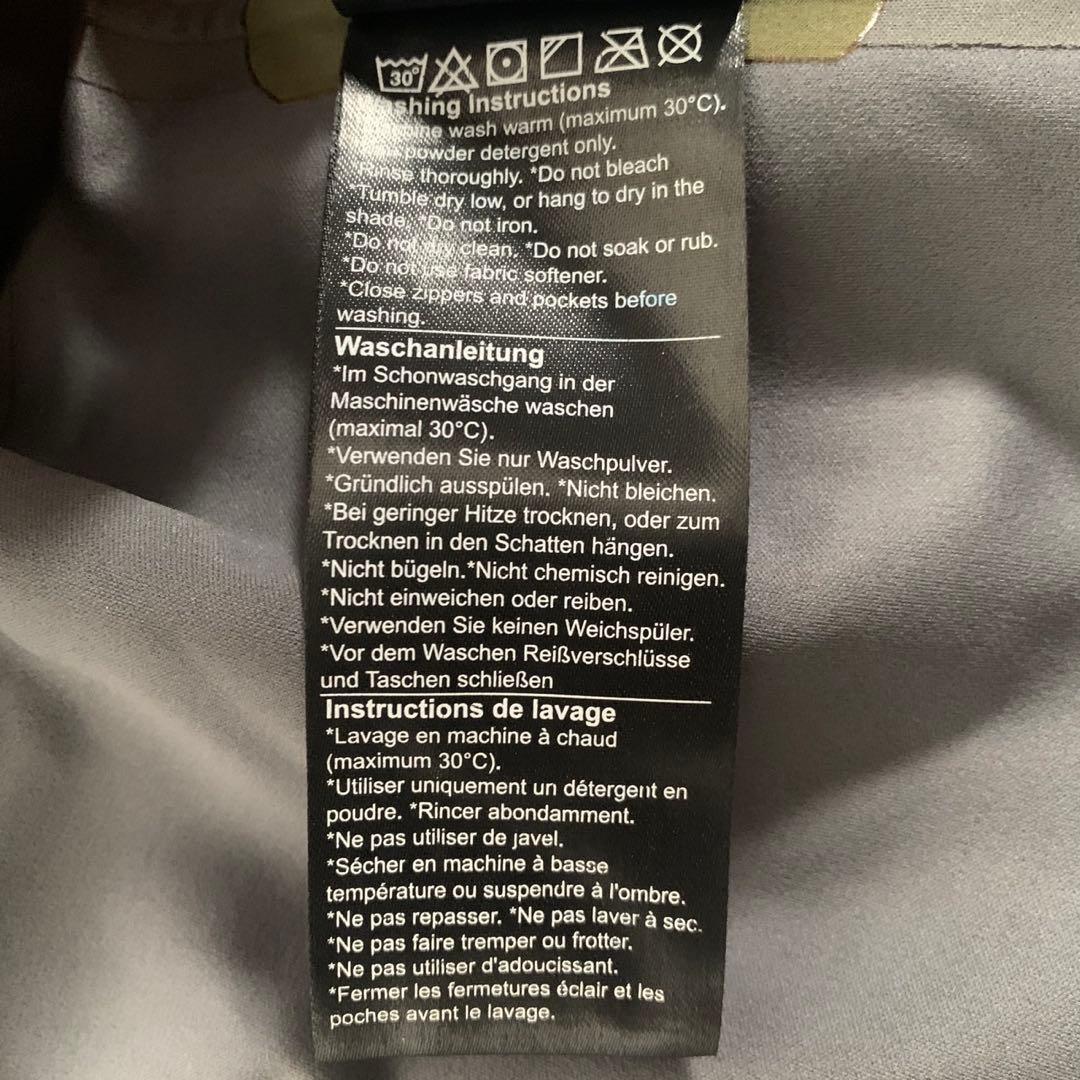 30°
Washing Instructions
wash warm (maximum 30°C).
powder detergent only.
thoroughly. *Do not bleach
*Tumble dry low, or hang to dry in the
shade. *Do not iron.
*Do not dry clean. *Do not soak or rub.
*Do not use fabric softener.
*Close zippers and pockets before
washing.
Waschanleitung
*Im Schonwaschgang in der
Maschinenwäsche waschen
(maximal 30°C).
*Verwenden Sie nur Waschpulver.
*Gründlich ausspülen. *Nicht bleichen.
*Bei geringer Hitze trocknen, oder zum
Trocknen in den Schatten hängen.
*Nicht bügeln.*Nicht chemisch reinigen.
*Nicht einweichen oder reiben.
*Verwenden Sie keinen Weichspüler.
*Vor dem Waschen Reißverschlüsse
und Taschen schließen
Instructions de lavage
*Lavage en machine à chaud
(maximum 30°C).
*Utiliser uniquement un détergent en
poudre. *Rincer abondamment.
*Ne pas utiliser de javel.
*Sécher en machine à basse
température ou suspendre à l'ombre.
*Ne pas repasser. *Ne pas laver à sec.
*Ne pas faire tremper ou frotter.
*Ne pas utiliser d'adoucissant.
*Fermer les fermetures éclair et les
poches avant le lavage.